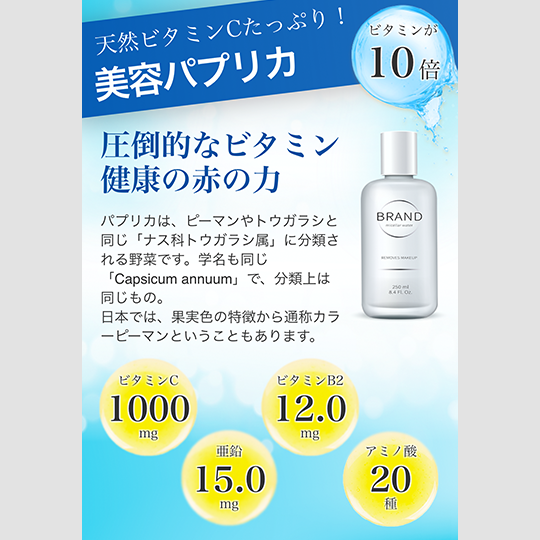 天然ビタミンCたっぷり！
美容パプリカ
ビタミンが
10倍
圧倒的なビタミン
健康の赤の力
パプリカは、ピーマンやトウガラシと
同じ「ナス科トウガラシ属」に分類さ
れる野菜です。学名も同じ
「Capsicum annuum」で、分類上は
同じもの。
日本では、果実色の特徴から通称カラ
ーピーマンということもあります。
BRAND
micellar water
REMOVES MAKEUP
250 ml
8.4 Fl. Oz.
ビタミンC
1000
mg
ビタミンB2
12.0
mg
亜鉛
15.0
mg
アミノ酸
20
種